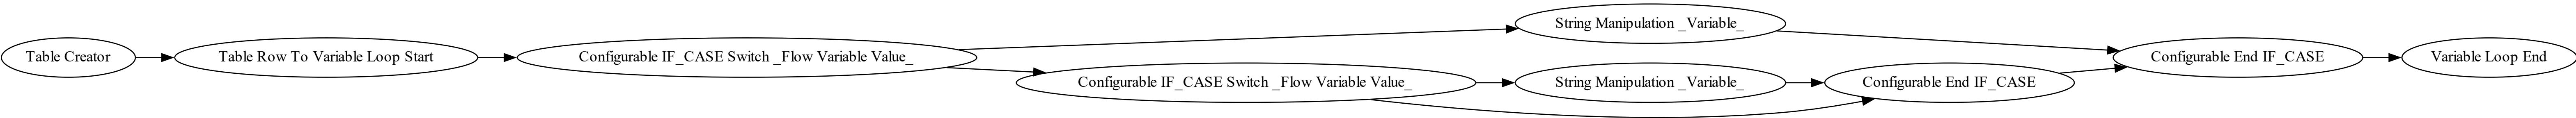 Table Creator
Table Row To Variable Loop Start
Configurable IF_CASE Switch _Flow Variable Value_
String Manipulation _Variable_
Configurable IF_CASE Switch _Flow Variable Value_
String Manipulation _Variable_
Configurable End IF_CASE
Configurable End IF_CASE
Variable Loop End